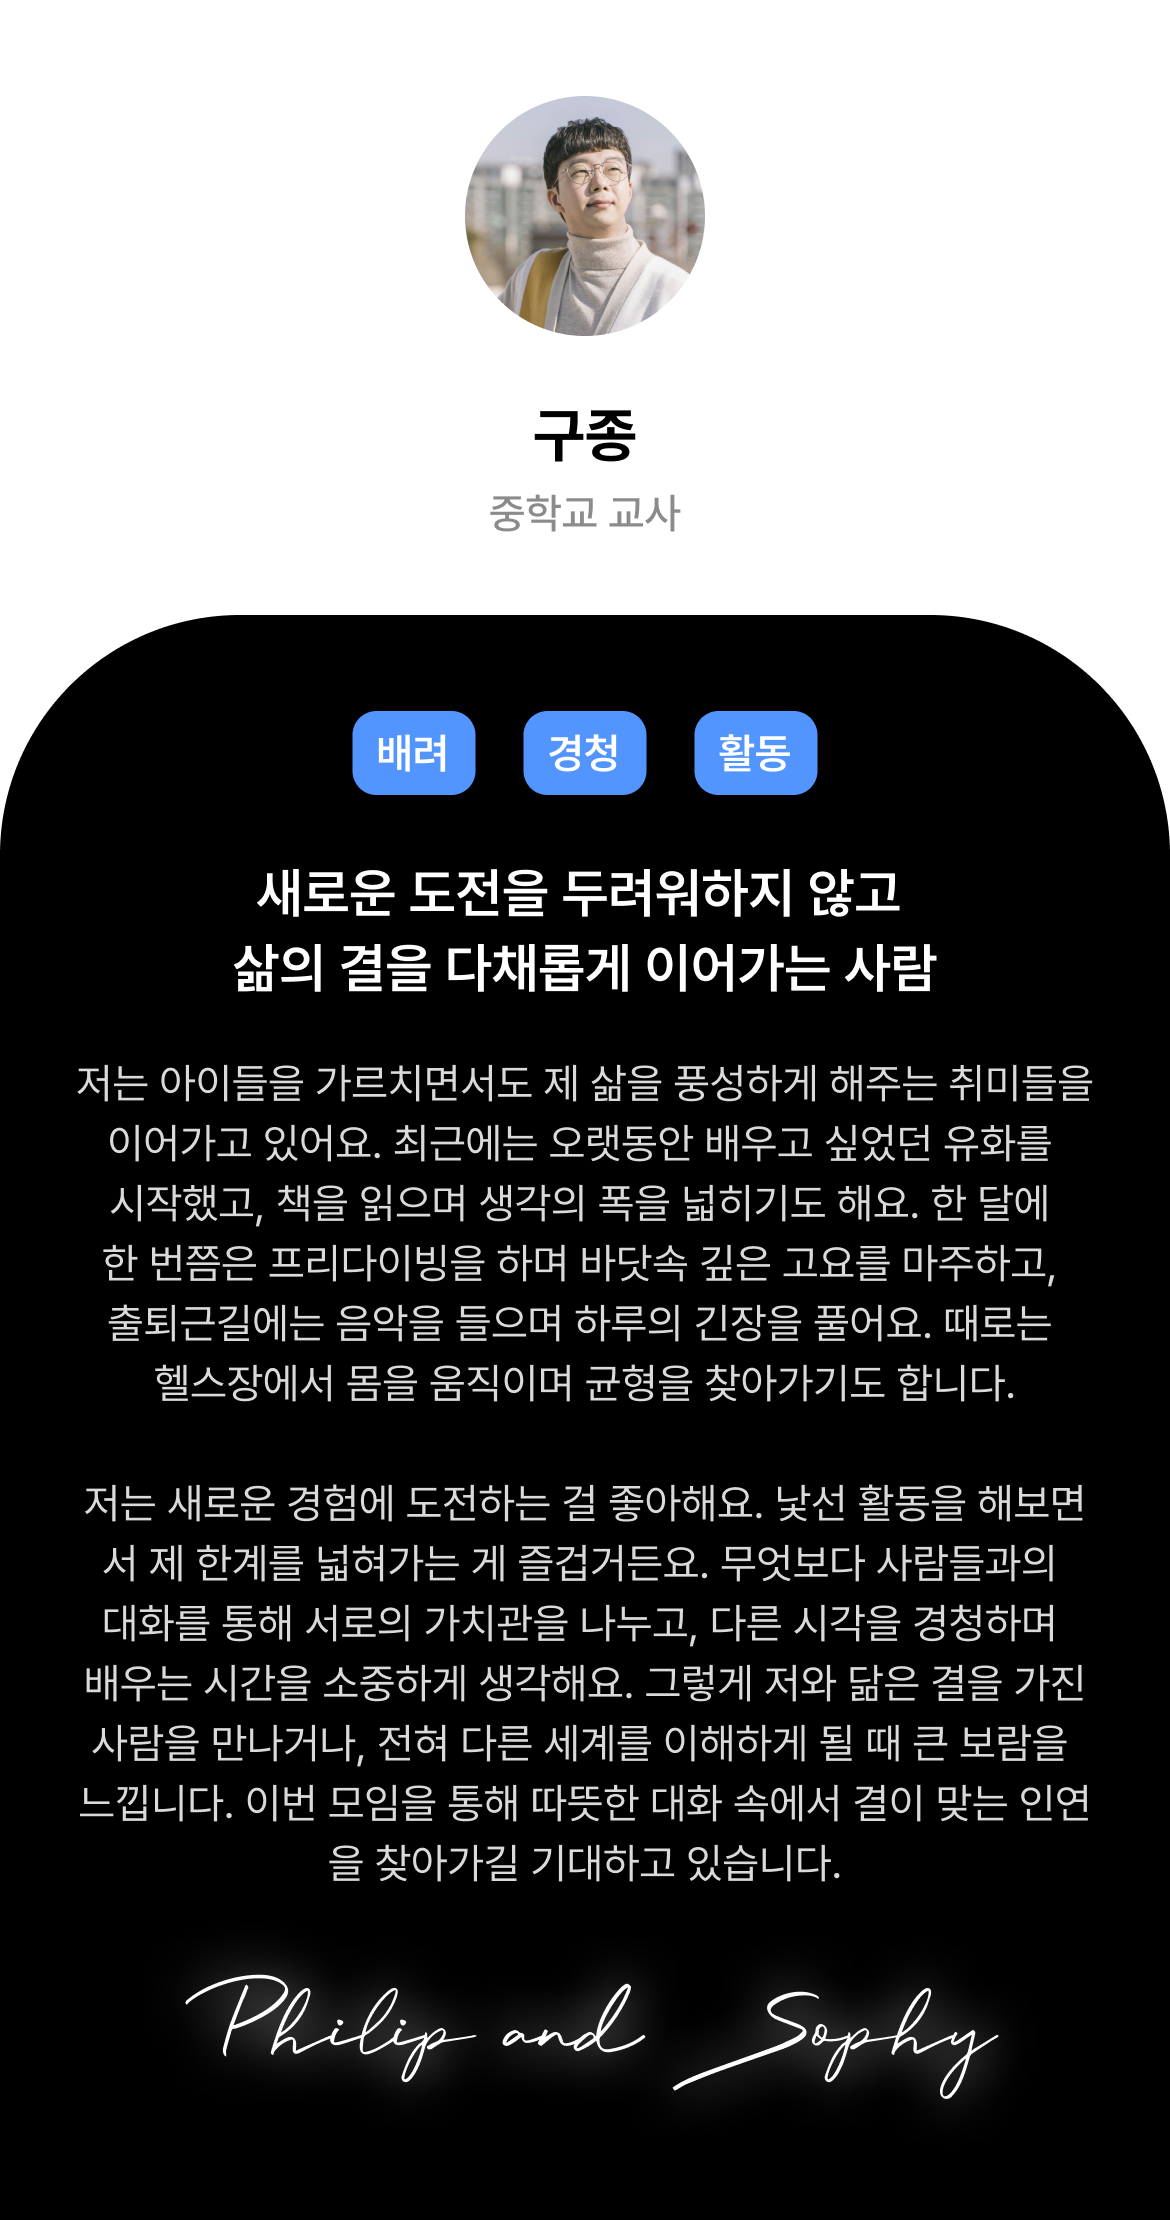 구종
중학교 교사
배려 경청 활동
새로운 도전을 두려워하지 않고
삶의 결을 다채롭게 이어가는 사람
저는 아이들을 가르치면서도 제 삶을 풍성하게 해주는 취미들을
이어가고 있어요. 최근에는 오랫동안 배우고 싶었던 유화를
시작했고, 책을 읽으며 생각의 폭을 넓히기도 해요. 한 달에
한 번쯤은 프리다이빙을 하며 바닷속 깊은 고요를 마주하고,
출퇴근길에는 음악을 들으며 하루의 긴장을 풀어요. 때로는
헬스장에서 몸을 움직이며 균형을 찾아가기도 합니다.
저는 새로운 경험에 도전하는 걸 좋아해요. 낯선 활동을 해보면
서 제 한계를 넓혀가는 게 즐겁거든요. 무엇보다 사람들과의
대화를 통해 서로의 가치관을 나누고, 다른 시각을 경청하며
배우는 시간을 소중하게 생각해요. 그렇게 저와 닮은 결을 가진
사람을 만나거나, 전혀 다른 세계를 이해하게 될 때 큰 보람을
느낍니다. 이번 모임을 통해 따뜻한 대화 속에서 결이 맞는 인연
을 찾아가길 기대하고 있습니다.
Philip and Sophy